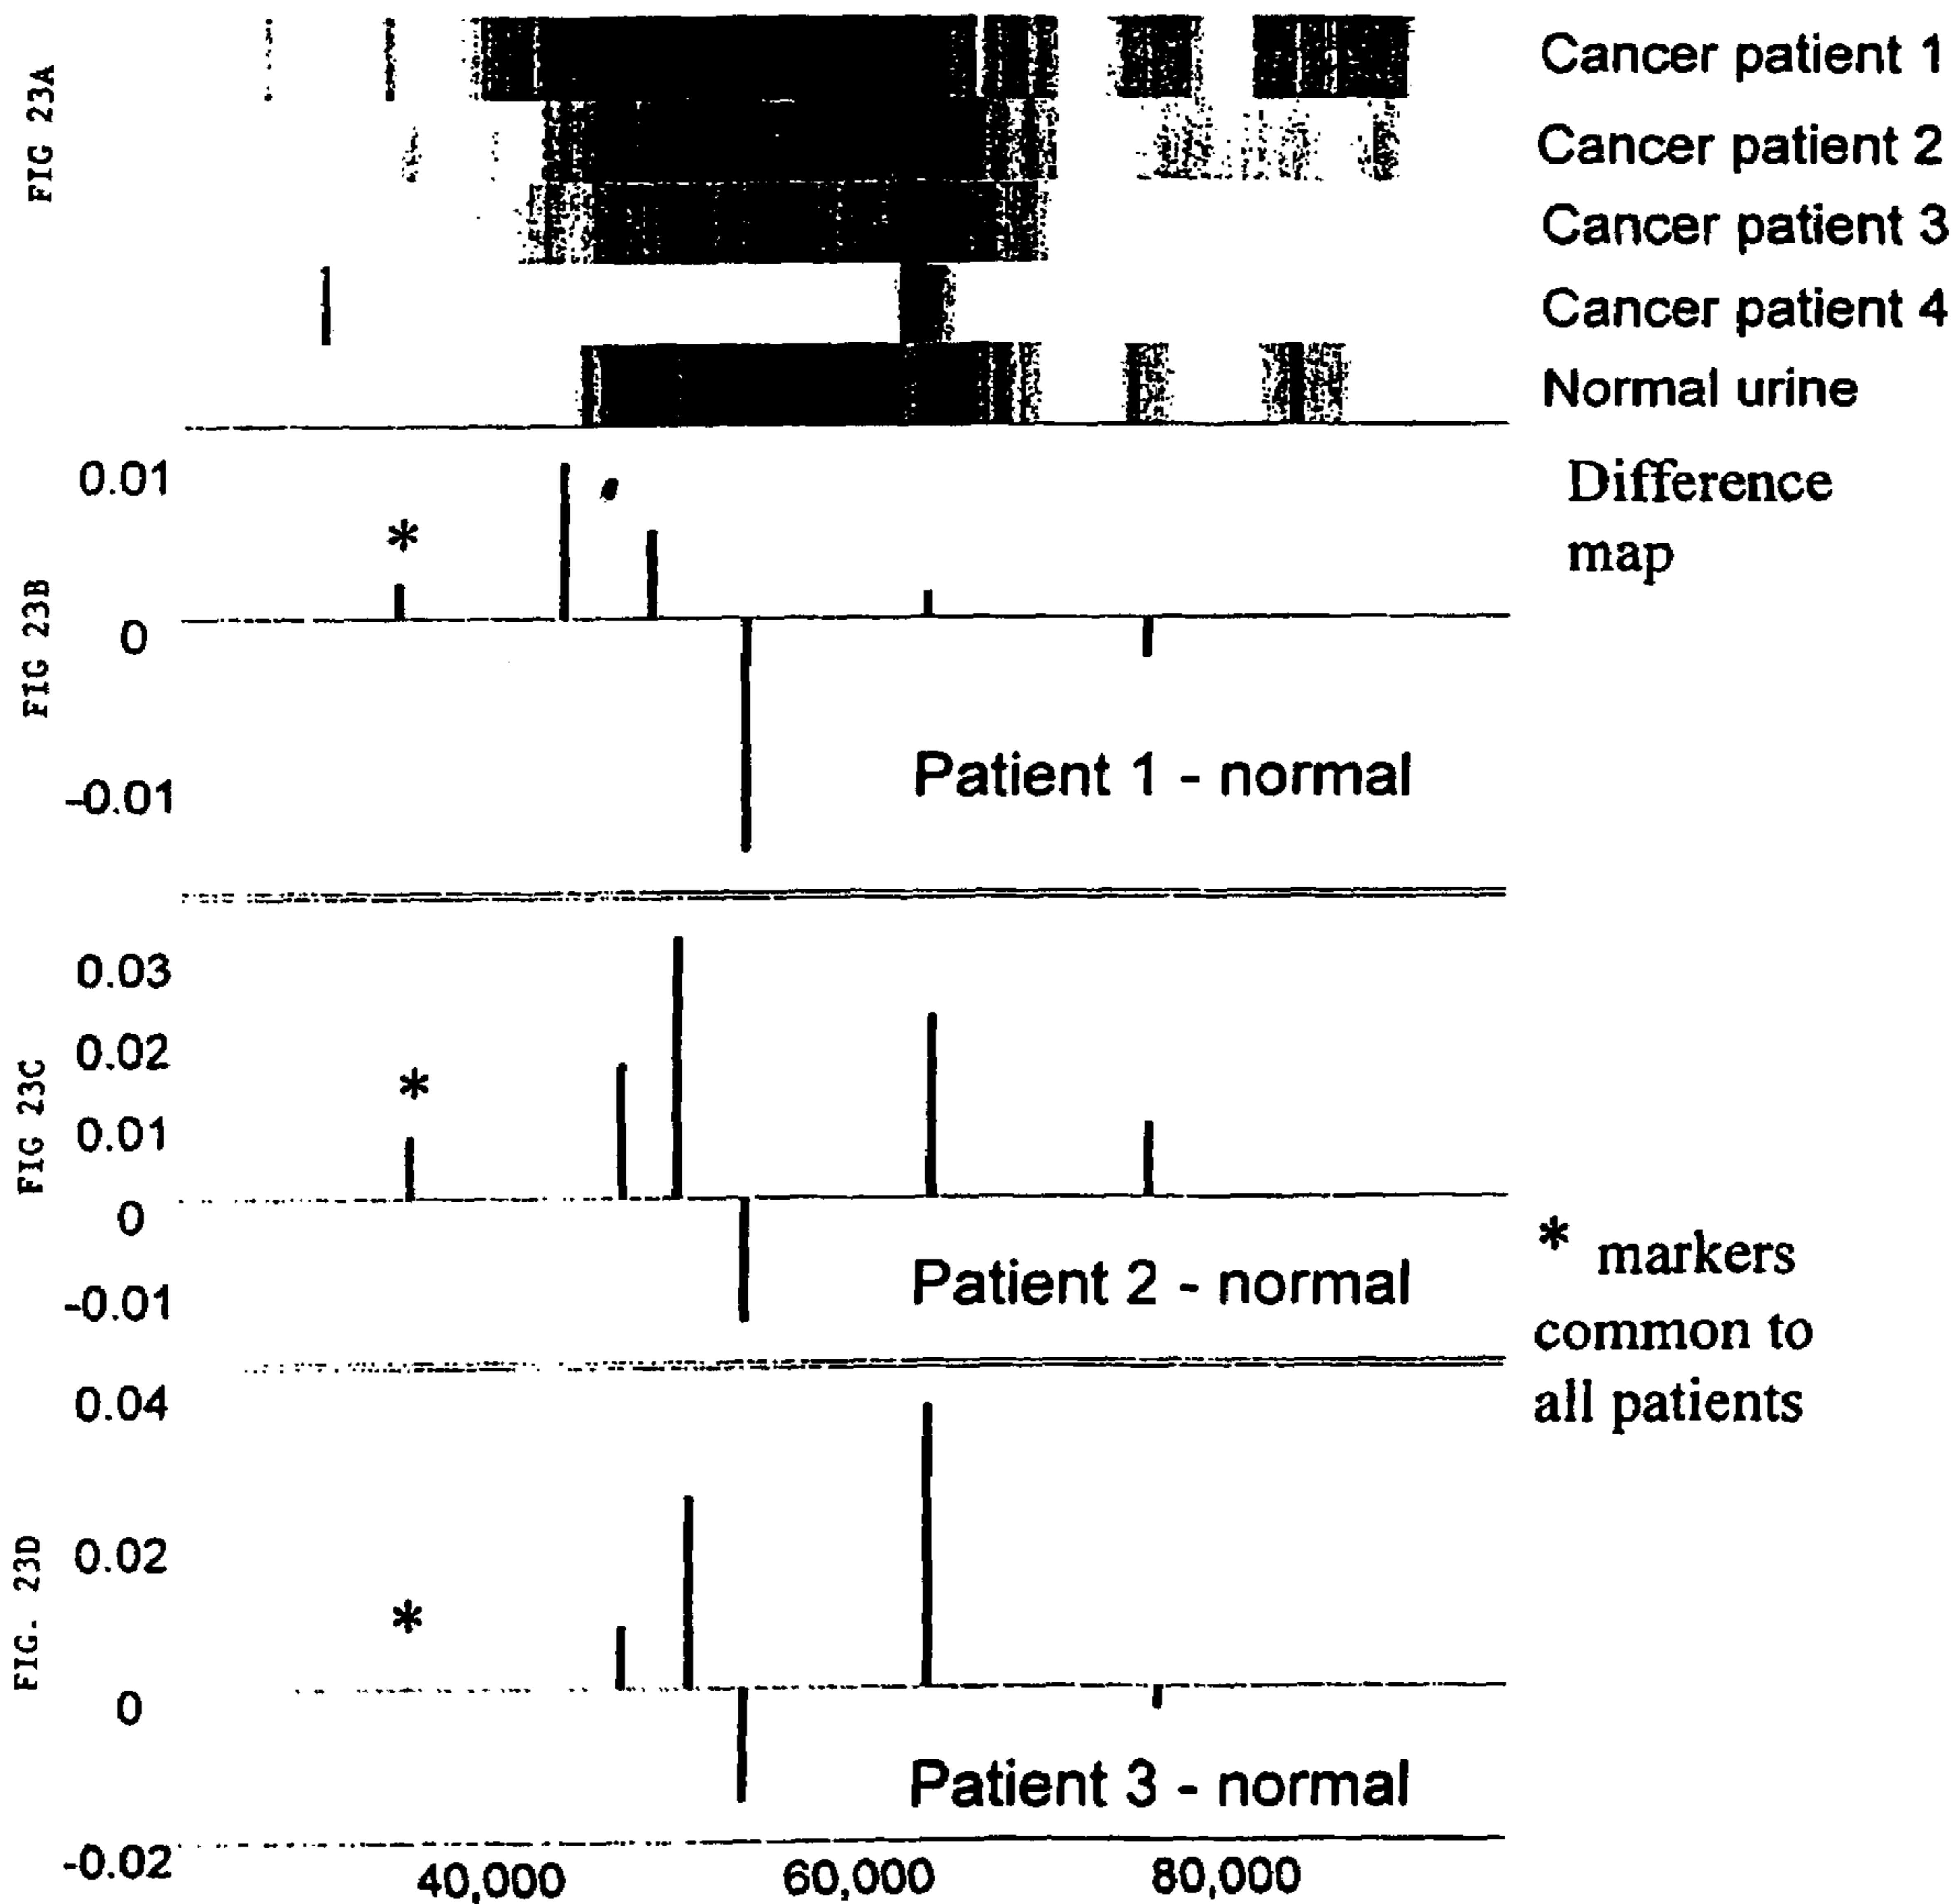 FIG 23A
Cancer patient 1
Cancer patient 2
Cancer patient 3
Cancer patient 4
Normal urine
Difference
map
FIG 23B
0.01
*
0
-0.01
Patient 1 - normal
FIG 23C
0.03
0.02
*
0.01
0
-0.01
Patient 2 - normal
* markers
common to
all patients
FIG. 23D
0.04
0.02
*
0
-0.02
Patient 3 - normal
40,000 60,000 80,000